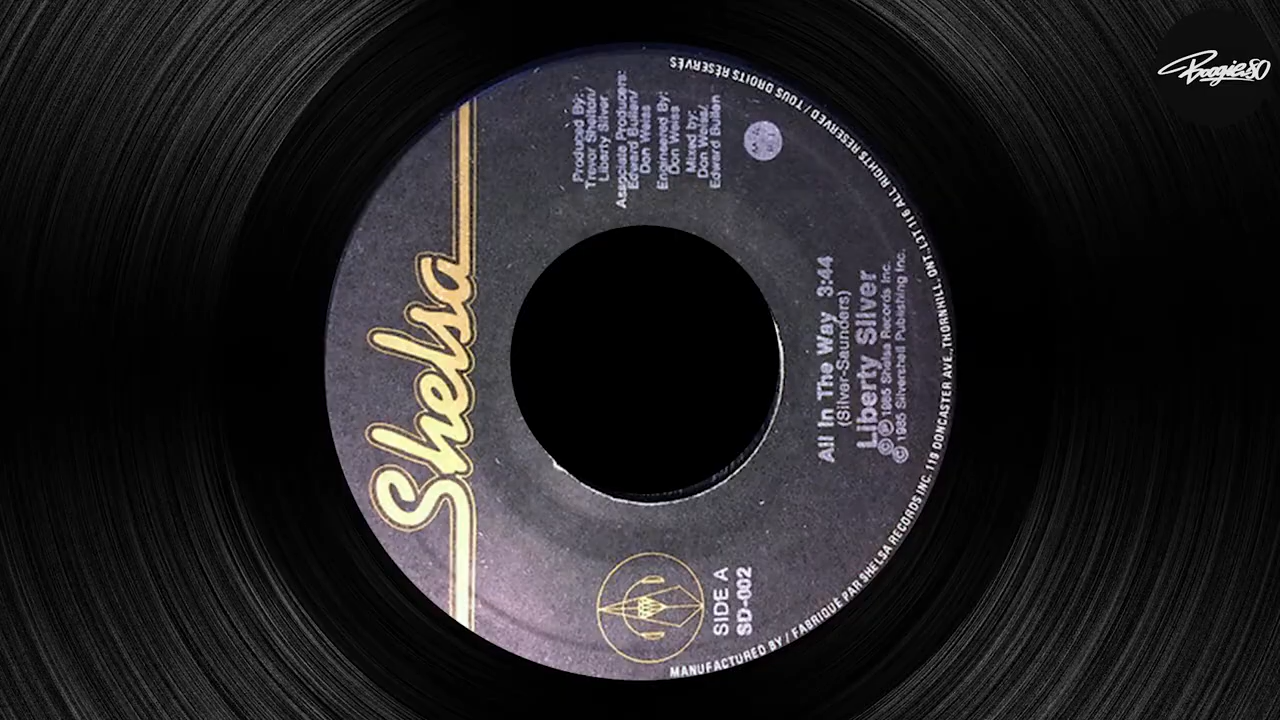 Boogie80
Shelsa
Produced By:
Trevor Shelton/
Liberty Silver
Associate Producers:
Edward Bullen/
Don Weiss
Engineered By:
Don Weiss
Mixed by:
Don Weiss/
Edward Bullen
SIDE A
SD-002
All In The Way 3:44
(Silver-Saunders)
Liberty Silver
© ℗ 1985 Shelsa Records Inc.
© 1985 Silvershell Publishing Inc.
MANUFACTURED BY / FABRIQUÉ PAR SHELSA RECORDS INC. 119 DONCASTER AVE., THORNHILL, ONT. L3T 1L6 ALL RIGHTS RESERVED / TOUS DROITS RÉSERVÉS